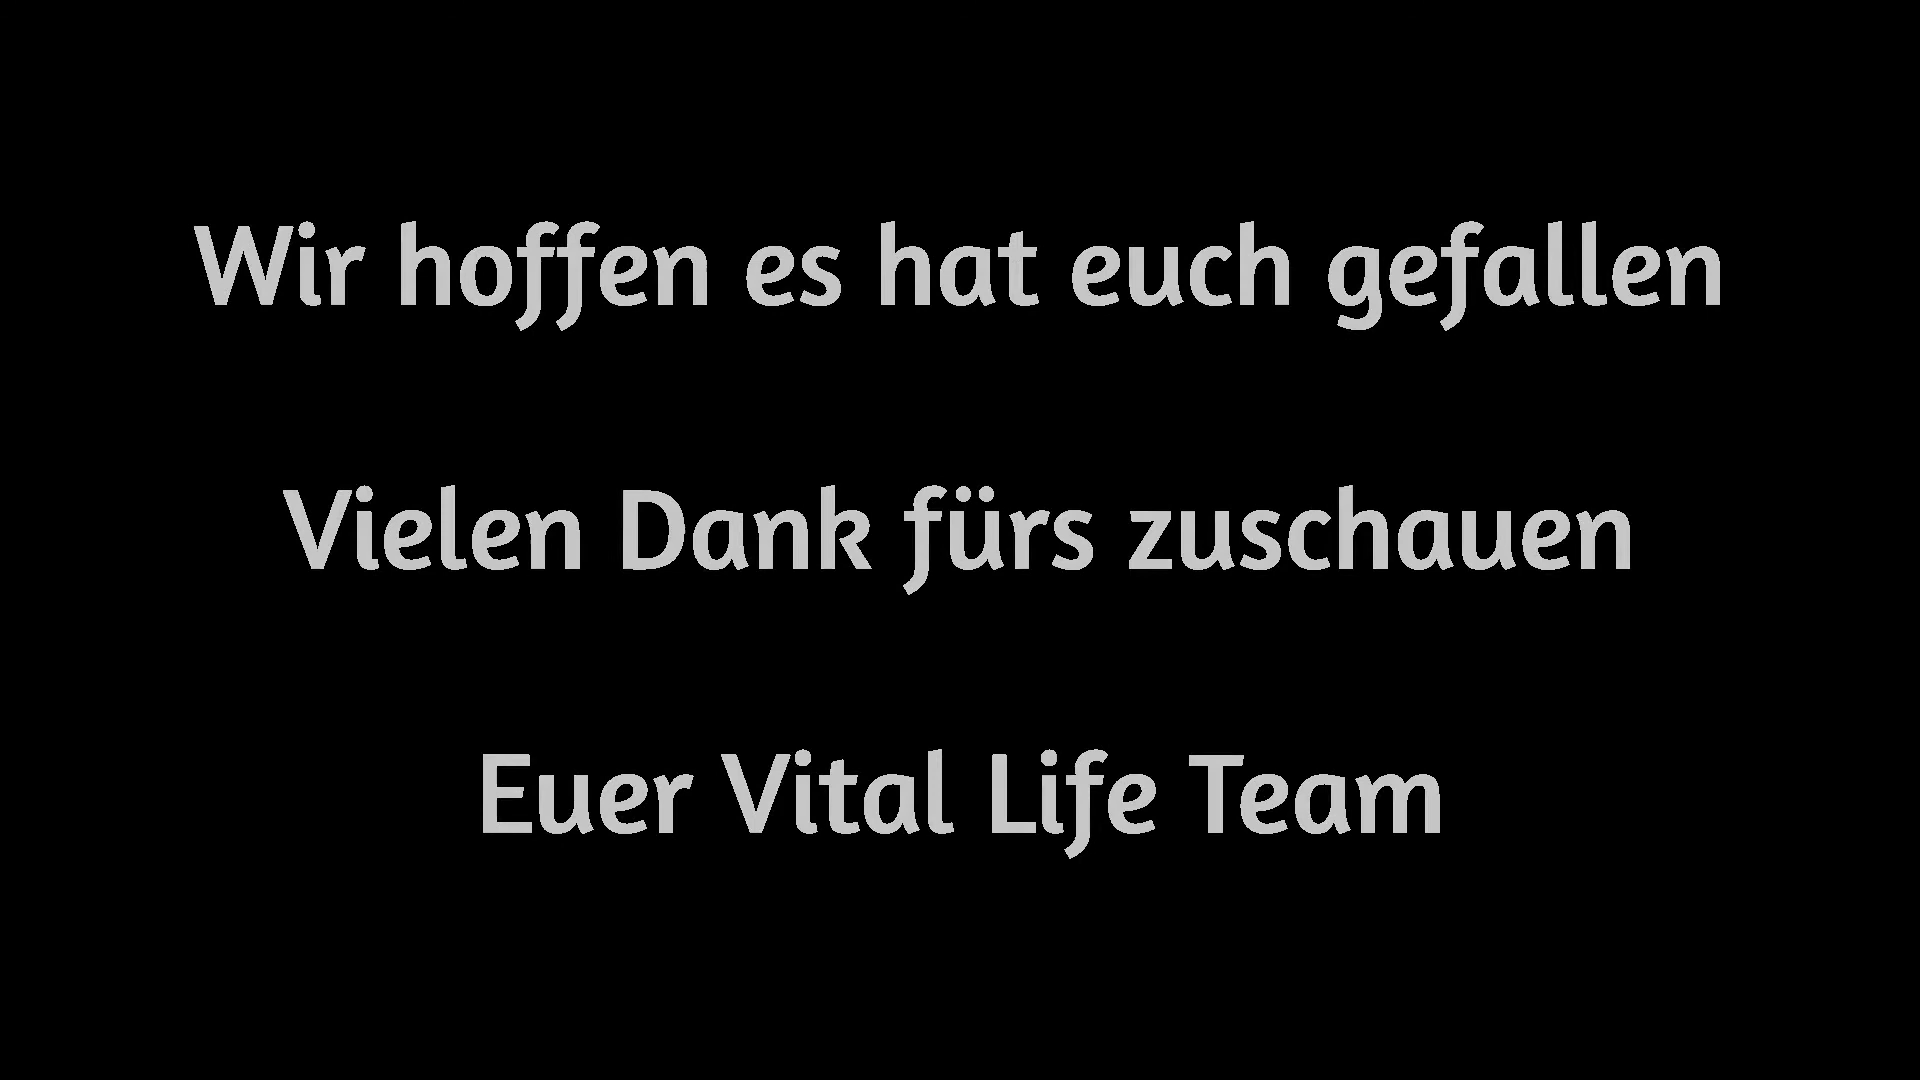 Wir hoffen es hat euch gefallen
Vielen Dank fürs zuschauen
Euer Vital Life Team